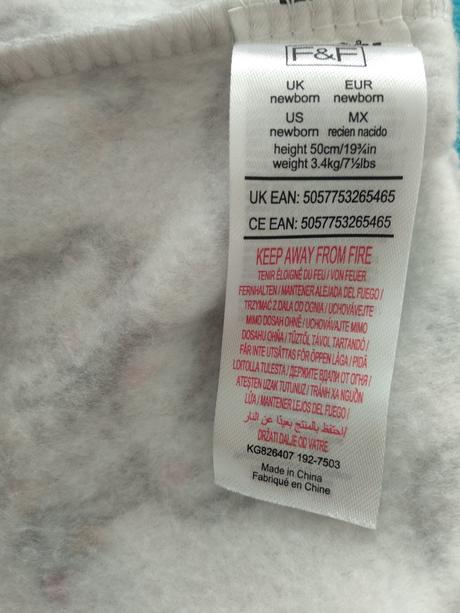 F&F
UK EUR
newborn newborn
US MX
newborn recien nacido
height 50cm/19¾in
weight 3.4kg/7½lbs
UK EAN: 5057753265465
CE EAN: 5057753265465
KEEP AWAY FROM FIRE
TENIR ÉLOIGNÉ DU FEU / VON FEUER
FERNHALTEN / MANTENER ALEJADA DEL FUEGO /
TRZYMAĆ Z DALA OD OGNIA / UCHOVÁVEJTE
MIMO DOSAH OHNĚ / UCHOVÁVAJTE MIMO
DOSAHU OHŇA / TŰZTŐL TÁVOL TARTANDÓ /
FÅR INTE UTSÄTTAS FÖR ÖPPEN LÅGA / PIDÄ
LOITOLLA TULESTA / ДЕРЖИТЕ ВДАЛИ ОТ ОГНЯ /
ATEŞTEN UZAK TUTUNUZ / TRÁNH XA NGUỒN
LỬA / MANTENER LEJOS DEL FUEGO /
احتفظ بالمنتج بعيدًا عن النار/
DRŽATI DALJE OD VATRE
KG826407 192-7503
Made in China
Fabriqué en Chine